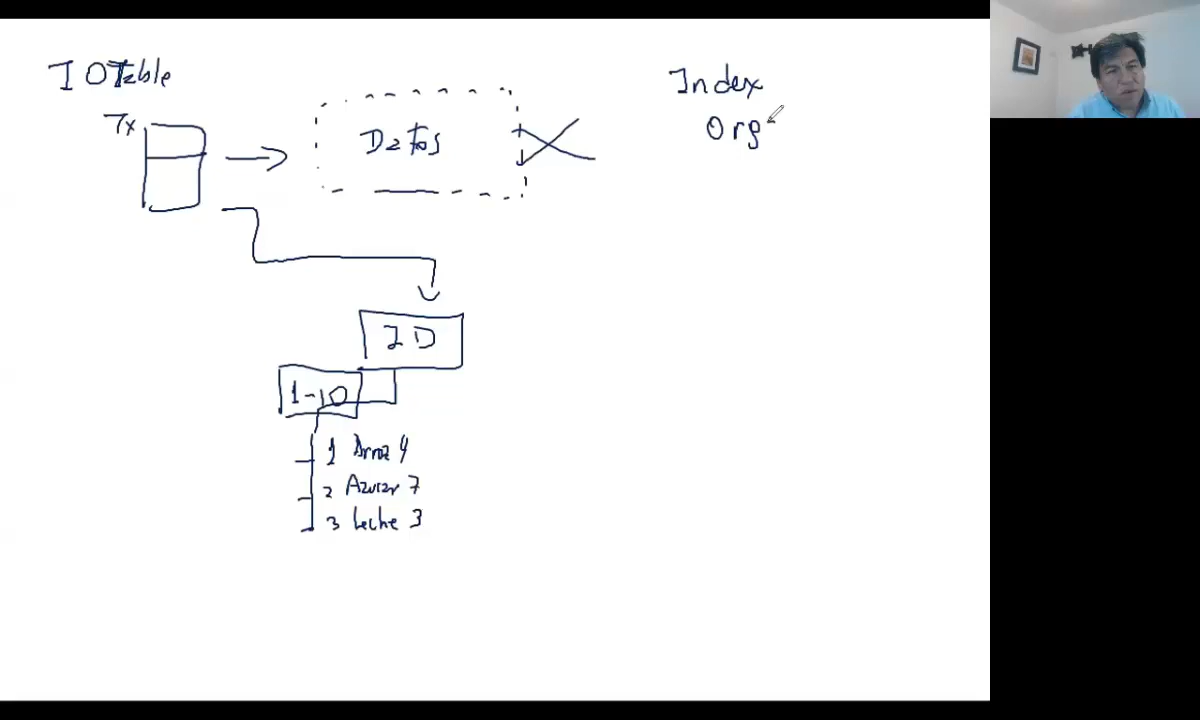 IOTable
Tx
Datos
Index
Org
ID
1-10
1 Arroz 4
2 Azucar 7
3 Leche 3